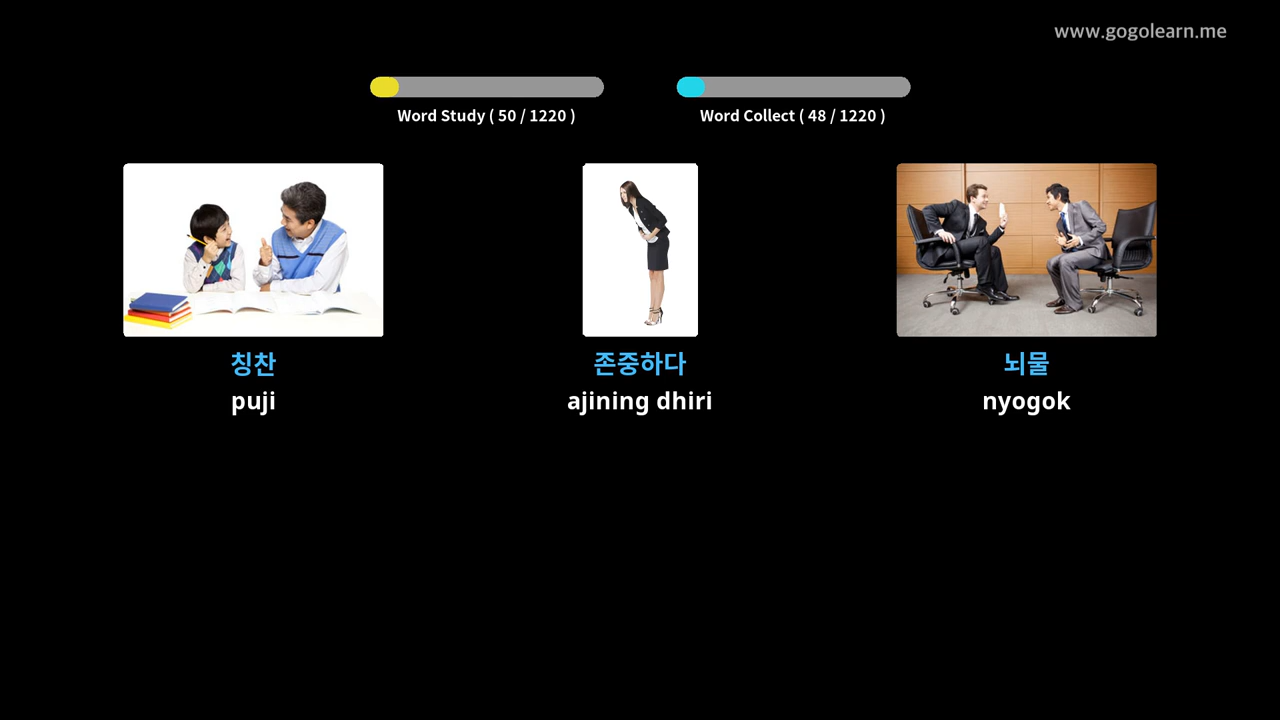 www.gogolearn.me
Word Study ( 50 / 1220 )
Word Collect ( 48 / 1220 )
칭찬
puji
존중하다
ajining dhiri
뇌물
nyogok